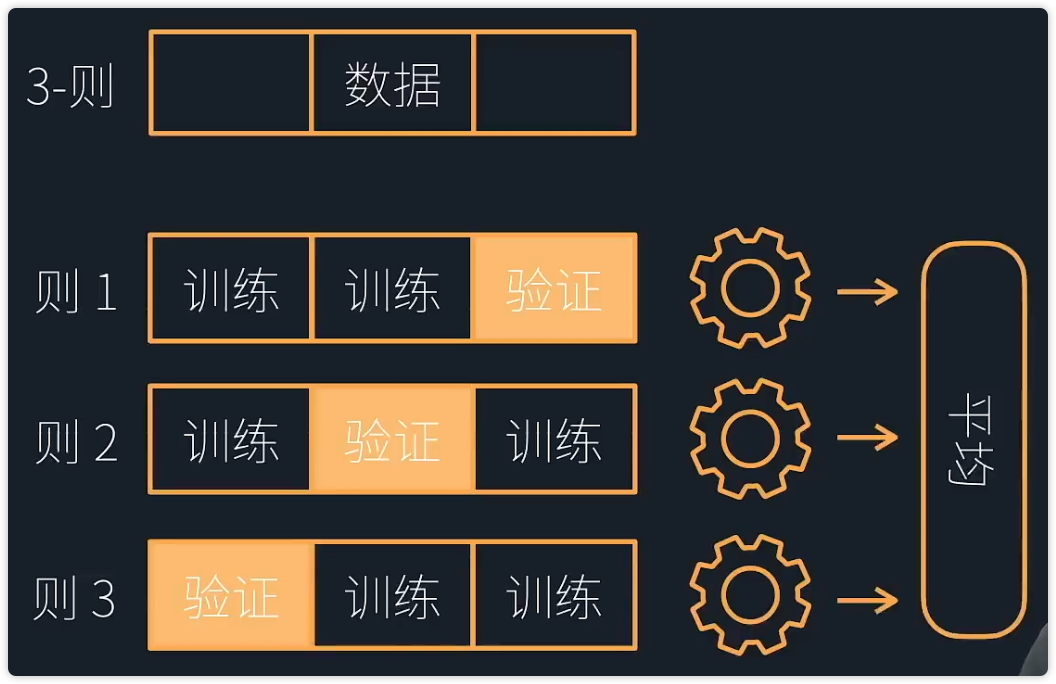 3-则 数据
则 1 训练 训练 验证
则 2 训练 验证 训练
则 3 验证 训练 训练
平均